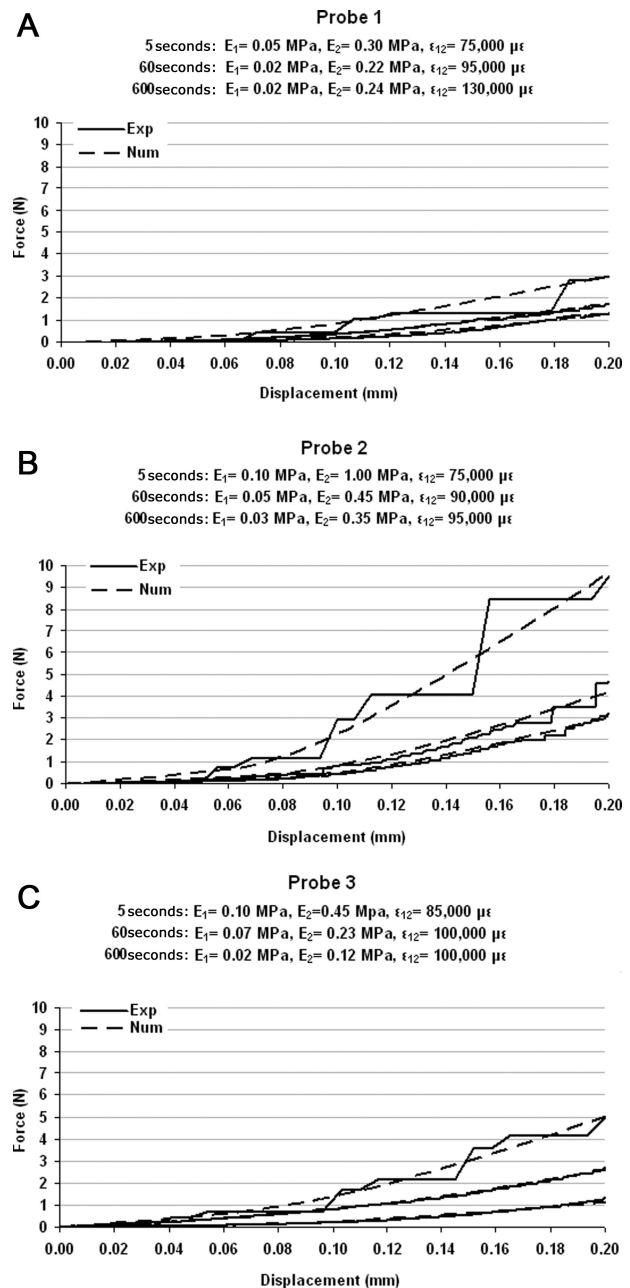 A
Probe 1
5 seconds: E₁= 0.05 MPa, E₂= 0.30 MPa, ε₁₂= 75,000 µε
60 seconds: E₁= 0.02 MPa, E₂= 0.22 MPa, ε₁₂= 95,000 µε
600 seconds: E₁= 0.02 MPa, E₂= 0.24 MPa, ε₁₂= 130,000 µε
Exp
Num
Force (N)
10
9
8
7
6
5
4
3
2
1
0
0.00 0.02 0.04 0.06 0.08 0.10 0.12 0.14 0.16 0.18 0.20
Displacement (mm)
B
Probe 2
5 seconds: E₁= 0.10 MPa, E₂= 1.00 MPa, ε₁₂= 75,000 µε
60 seconds: E₁= 0.05 MPa, E₂= 0.45 MPa, ε₁₂= 90,000 µε
600 seconds: E₁= 0.03 MPa, E₂= 0.35 MPa, ε₁₂= 95,000 µε
Exp
Num
Force (N)
10
9
8
7
6
5
4
3
2
1
0
0.00 0.02 0.04 0.06 0.08 0.10 0.12 0.14 0.16 0.18 0.20
Displacement (mm)
C
Probe 3
5 seconds: E₁= 0.10 MPa, E₂=0.45 Mpa, ε₁₂= 85,000 µε
60 seconds: E₁= 0.07 MPa, E₂= 0.23 MPa, ε₁₂= 100,000 µε
600 seconds: E₁= 0.02 MPa, E₂= 0.12 MPa, ε₁₂= 100,000 µε
Exp
Num
Force (N)
10
9
8
7
6
5
4
3
2
1
0
0.00 0.02 0.04 0.06 0.08 0.10 0.12 0.14 0.16 0.18 0.20
Displacement (mm)